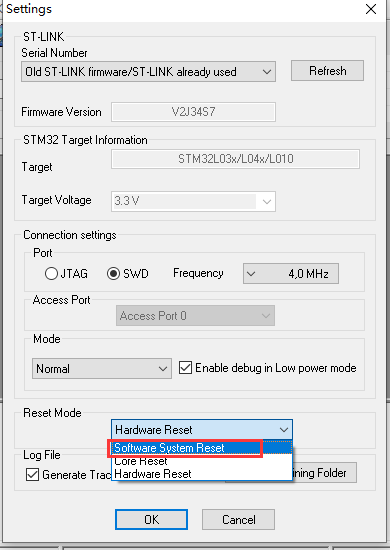 Settings
ST-LINK
Serial Number
Old ST-LINK firmware/ST-LINK already used
Refresh
Firmware Version
V2J34S7
STM32 Target Information
Target
STM32L03x/L04x/L010
Target Voltage
3.3 V
Connection settings
Port
JTAG
SWD
Frequency
4,0 MHz
Access Port
Access Port 0
Mode
Normal
Enable debug in Low power mode
Reset Mode
Hardware Reset
Software System Reset
Core Reset
Hardware Reset
Log File
Generate Trac
ining Folder
OK
Cancel